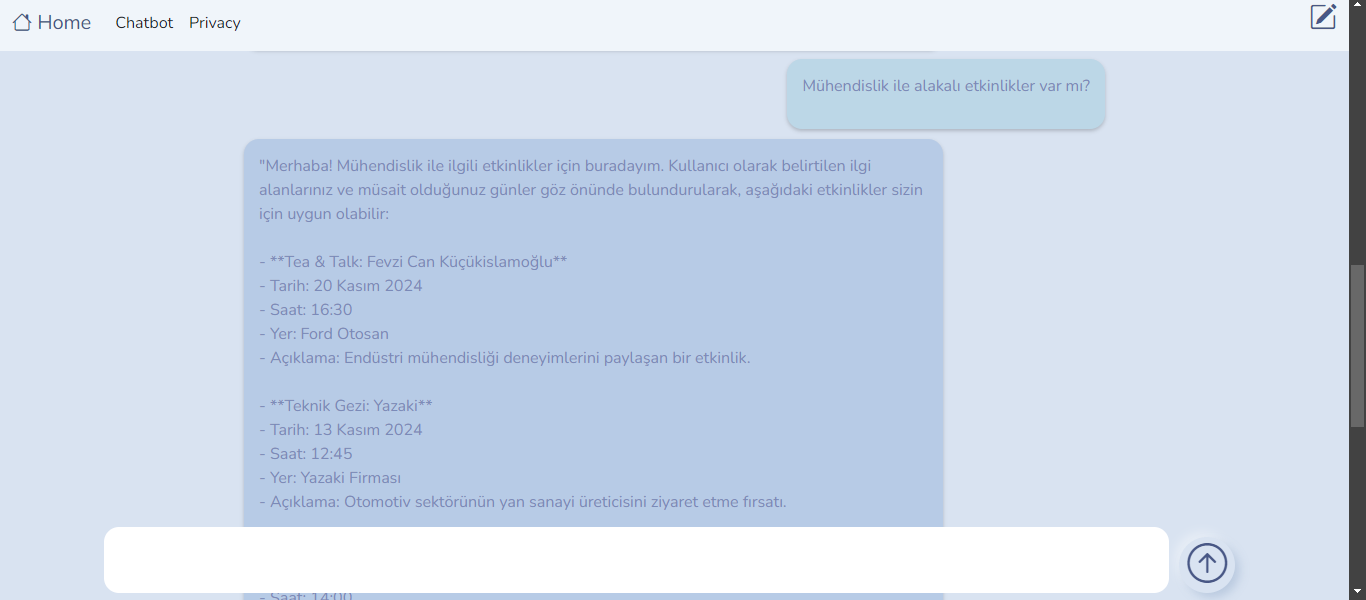 Home Chatbot Privacy
Mühendislik ile alakalı etkinlikler var mı?
"Merhaba! Mühendislik ile ilgili etkinlikler için buradayım. Kullanıcı olarak belirtilen ilgi
alanlarınız ve müsait olduğunuz günler göz önünde bulundurularak, aşağıdaki etkinlikler sizin
için uygun olabilir:
- **Tea & Talk: Fevzi Can Küçükislamoğlu**
- Tarih: 20 Kasım 2024
- Saat: 16:30
- Yer: Ford Otosan
- Açıklama: Endüstri mühendisliği deneyimlerini paylaşan bir etkinlik.
- **Teknik Gezi: Yazaki**
- Tarih: 13 Kasım 2024
- Saat: 12:45
- Yer: Yazaki Firması
- Açıklama: Otomotiv sektörünün yan sanayi üreticisini ziyaret etme fırsatı.
- Saat: 14:00